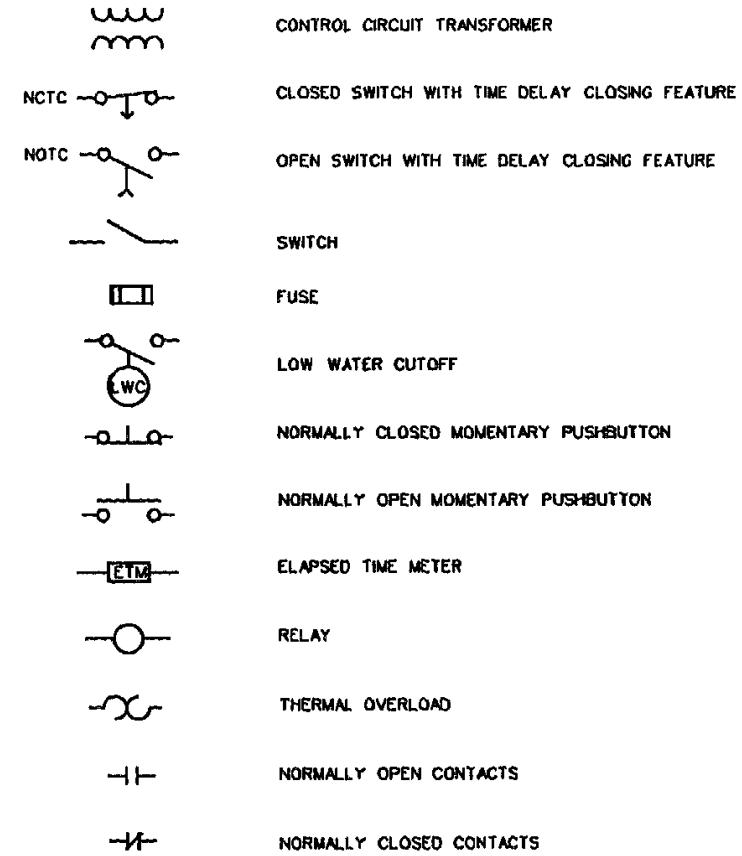 CONTROL CIRCUIT TRANSFORMER
NCTC CLOSED SWITCH WITH TIME DELAY CLOSING FEATURE
NOTC OPEN SWITCH WITH TIME DELAY CLOSING FEATURE
SWITCH
FUSE
LOW WATER CUTOFF
LWC
NORMALLY CLOSED MOMENTARY PUSHBUTTON
NORMALLY OPEN MOMENTARY PUSHBUTTON
ETM ELAPSED TIME METER
RELAY
THERMAL OVERLOAD
NORMALLY OPEN CONTACTS
NORMALLY CLOSED CONTACTS